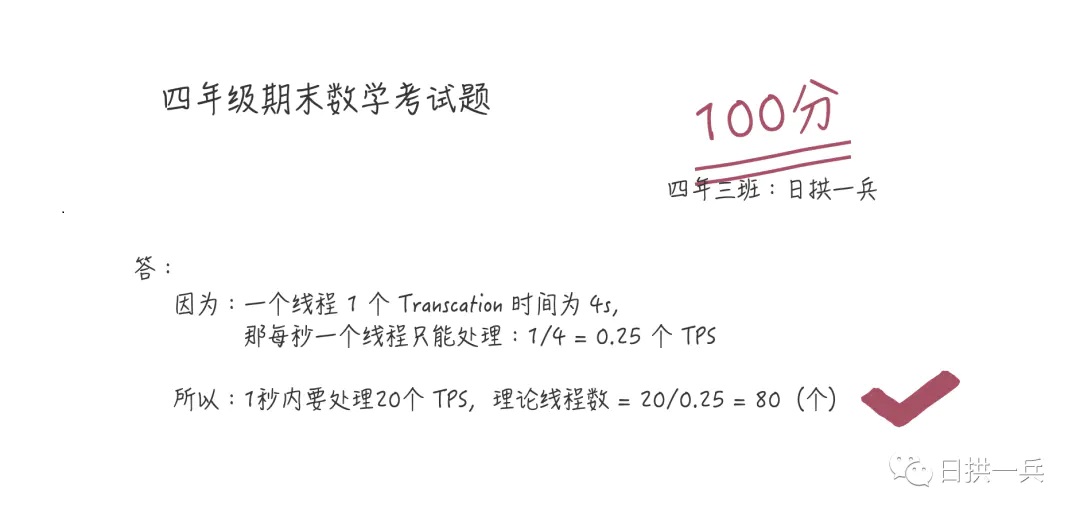 四年级期末数学考试题
100分
四年三班：日拱一兵
答：
因为：一个线程 1 个 Transcation 时间为 4s,
那每秒一个线程只能处理：1/4 = 0.25 个 TPS
所以：1秒内要处理20个 TPS, 理论线程数 = 20/0.25 = 80（个）
日拱一兵